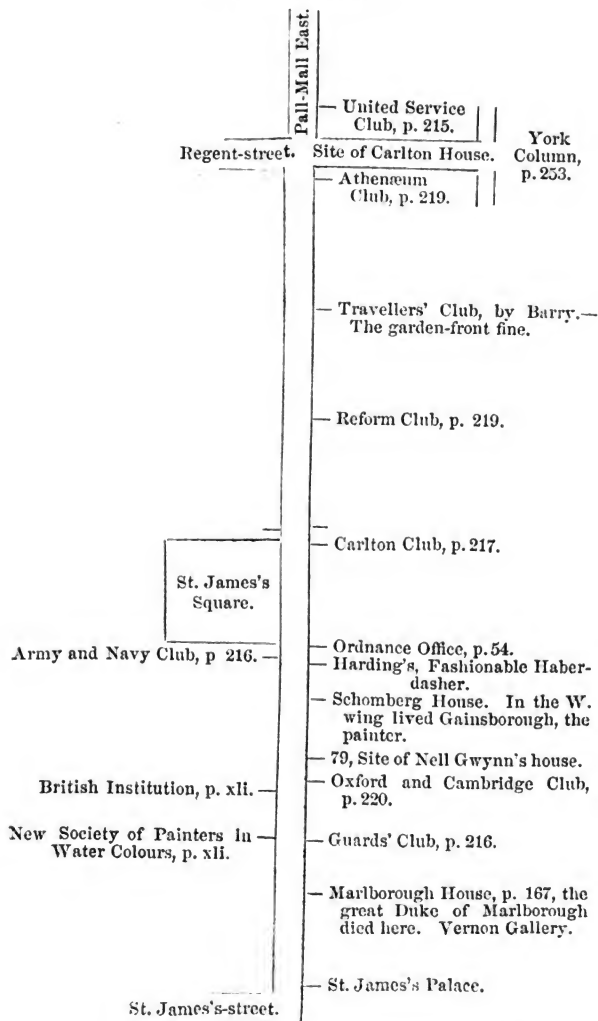 Pall-Mall East.
— United Service
Club, p. 215.
York
Column,
p. 253.
Regent-street.
Site of Carlton House.
— Athenæum
Club, p. 219.
— Travellers' Club, by Barry.—
The garden-front fine.
— Reform Club, p. 219.
— Carlton Club, p. 217.
St. James's
Square.
— Ordnance Office, p. 54.
Army and Navy Club, p 216. —
— Harding's, Fashionable Haber-
dasher.
— Schomberg House. In the W.
wing lived Gainsborough, the
painter.
— 79, Site of Nell Gwynn's house.
British Institution, p. xli. —
— Oxford and Cambridge Club,
p. 220.
New Society of Painters in —
Water Colours, p. xli.
— Guards' Club, p. 216.
— Marlborough House, p. 167, the
great Duke of Marlborough
died here. Vernon Gallery.
— St. James's Palace.
St. James's-street.